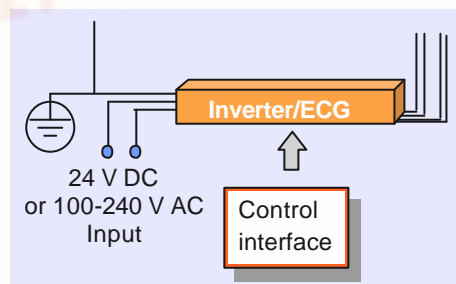 Inverter/ECG
24 V DC
or 100-240 V AC
Input
Control
interface